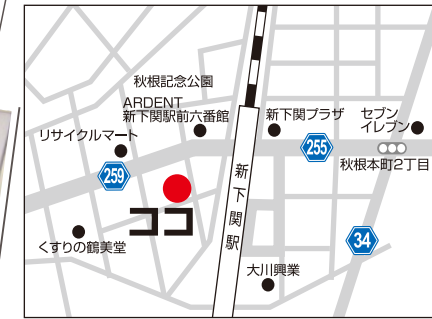 秋根記念公園
ARDENT
新下関駅前六番館
リサイクルマート
新下関プラザ
セブン
イレブン
255
秋根本町2丁目
259
新下関駅
ココ
くすりの鶴美堂
34
大川興業